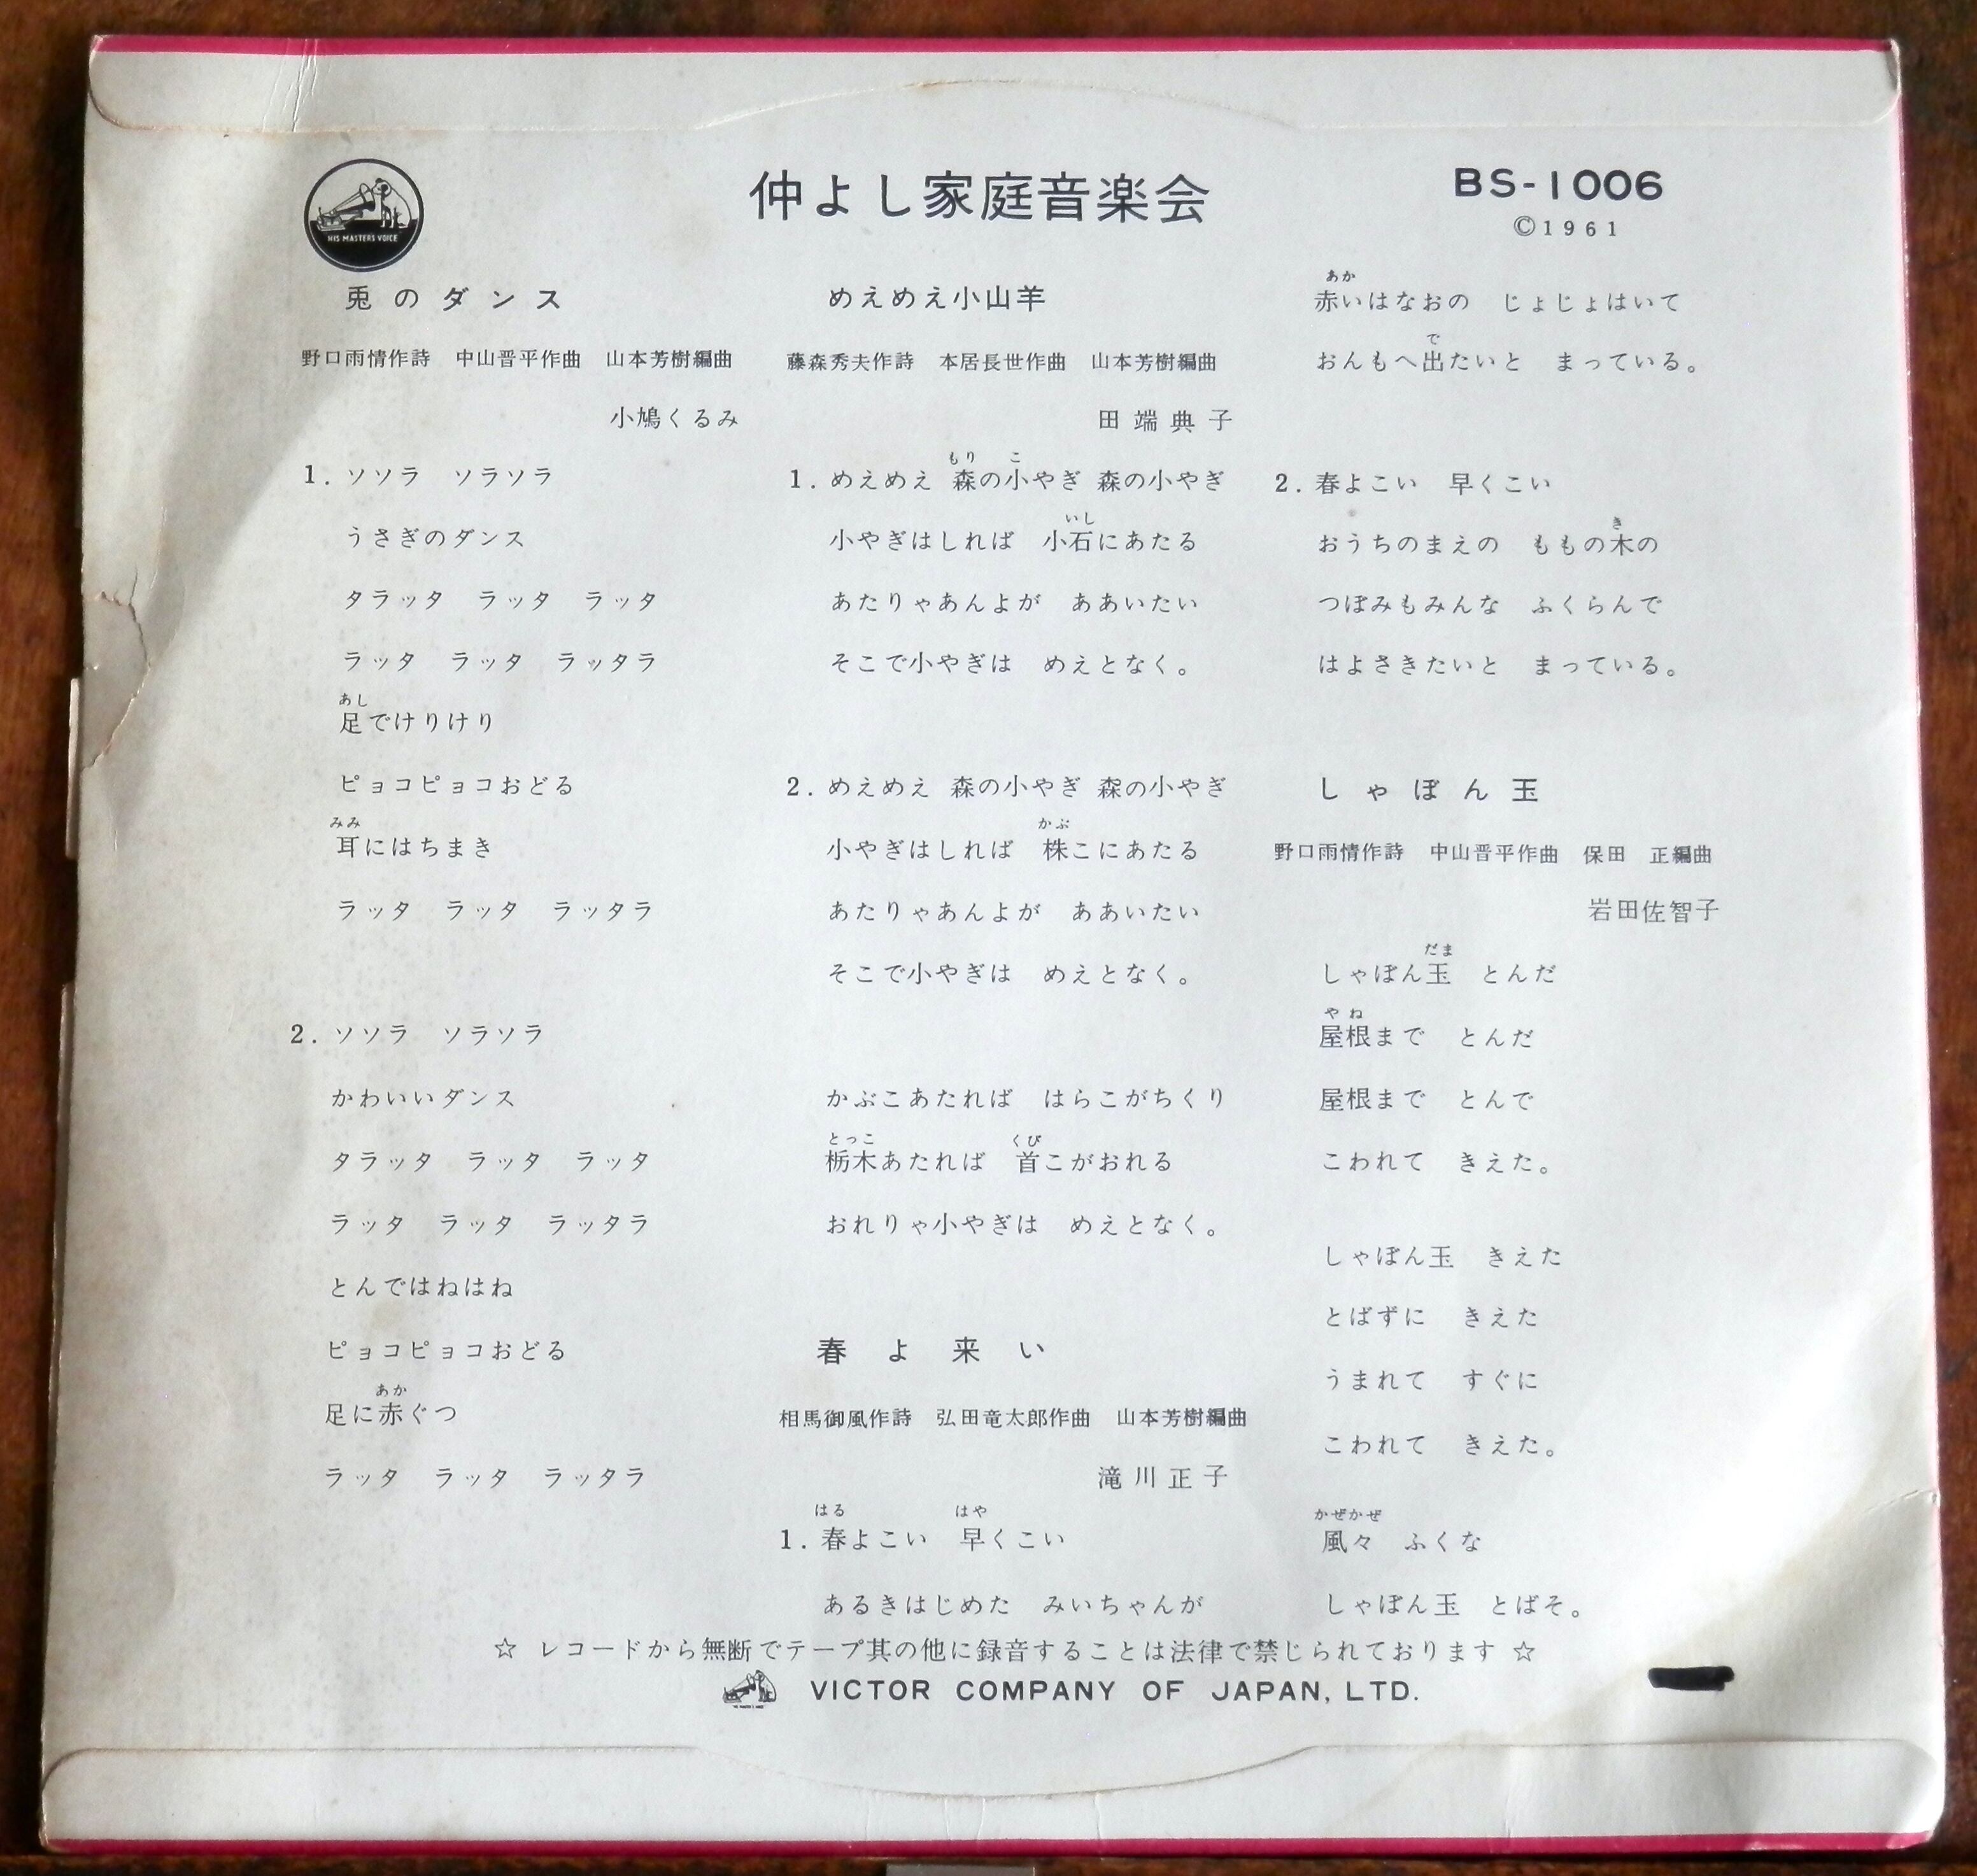 HIS MASTERS VOICE
仲よし家庭音楽会
BS-1006
©1961
兎のダンス
野口雨情作詩　中山晋平作曲　山本芳樹編曲
小鳩くるみ
1. ソソラ　ソラソラ
うさぎのダンス
タラッタ　ラッタ　ラッタ
ラッタ　ラッタ　ラッタラ
あし
足でけりけり
ピョコピョコおどる
みみ
耳にはちまき
ラッタ　ラッタ　ラッタラ
2. ソソラ　ソラソラ
かわいいダンス
タラッタ　ラッタ　ラッタ
ラッタ　ラッタ　ラッタラ
とんではねはね
ピョコピョコおどる
あか
足に赤ぐつ
ラッタ　ラッタ　ラッタラ
めえめえ小山羊
藤森秀夫作詩　本居長世作曲　山本芳樹編曲
田端典子
もり　こ
1. めえめえ 森の小やぎ 森の小やぎ
いし
小やぎはしれば　小石にあたる
あたりゃあんよが　ああいたい
そこで小やぎは　めえとなく。
2. めえめえ 森の小やぎ 森の小やぎ
かぶ
小やぎはしれば　株こにあたる
あたりゃあんよが　ああいたい
そこで小やぎは　めえとなく。
かぶこあたれば　はらこがちくり
とっこ　くび
栃木あたれば　首こがおれる
おれりゃ小やぎは　めえとなく。
春よ来い
相馬御風作詩　弘田竜太郎作曲　山本芳樹編曲
滝川正子
はる　はや
1. 春よこい　早くこい
あるきはじめた　みいちゃんが
あか
赤いはなおの　じょじょはいて
で
おんもへ出たいと　まっている。
2. 春よこい　早くこい
き
おうちのまえの　ももの木の
つぼみもみんな　ふくらんで
はよさきたいと　まっている。
しゃぼん玉
野口雨情作詩　中山晋平作曲　保田　正編曲
岩田佐智子
だま
しゃぼん玉　とんだ
やね
屋根まで　とんだ
屋根まで　とんで
こわれて　きえた。
しゃぼん玉　きえた
とばずに　きえた
うまれて　すぐに
こわれて　きえた。
かぜかぜ
風々　ふくな
しゃぼん玉　とばそ。
☆ レコードから無断でテープ其の他に録音することは法律で禁じられております ☆
VICTOR COMPANY OF JAPAN, LTD.